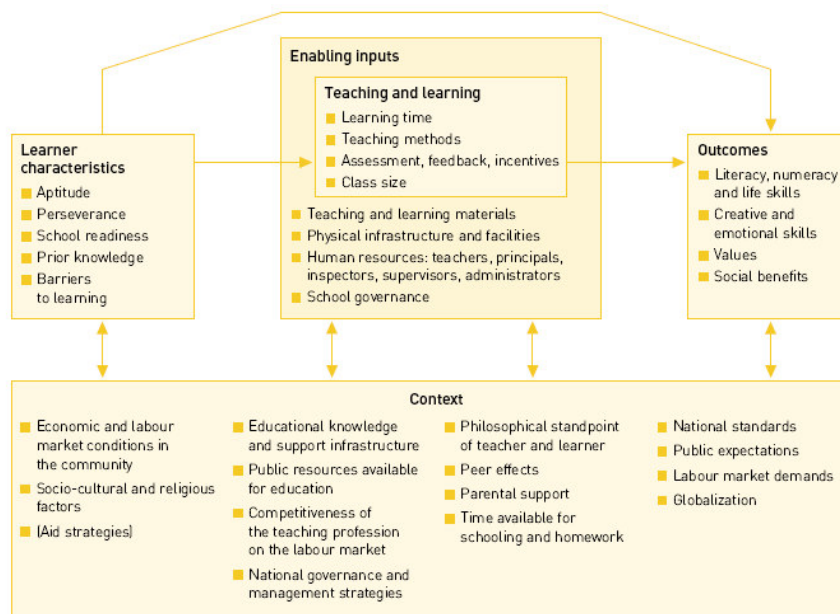 Enabling inputs
Teaching and learning
Learning time
Teaching methods
Assessment, feedback, incentives
Class size
Teaching and learning materials
Physical infrastructure and facilities
Human resources: teachers, principals,
inspectors, supervisors, administrators
School governance
Learner
characteristics
Aptitude
Perseverance
School readiness
Prior knowledge
Barriers
to learning
Outcomes
Literacy, numeracy
and life skills
Creative and
emotional skills
Values
Social benefits
Context
Economic and labour
market conditions in
the community
Socio-cultural and religious
factors
(Aid strategies)
Educational knowledge
and support infrastructure
Public resources available
for education
Competitiveness of
the teaching profession
on the labour market
National governance and
management strategies
Philosophical standpoint
of teacher and learner
Peer effects
Parental support
Time available for
schooling and homework
National standards
Public expectations
Labour market demands
Globalization